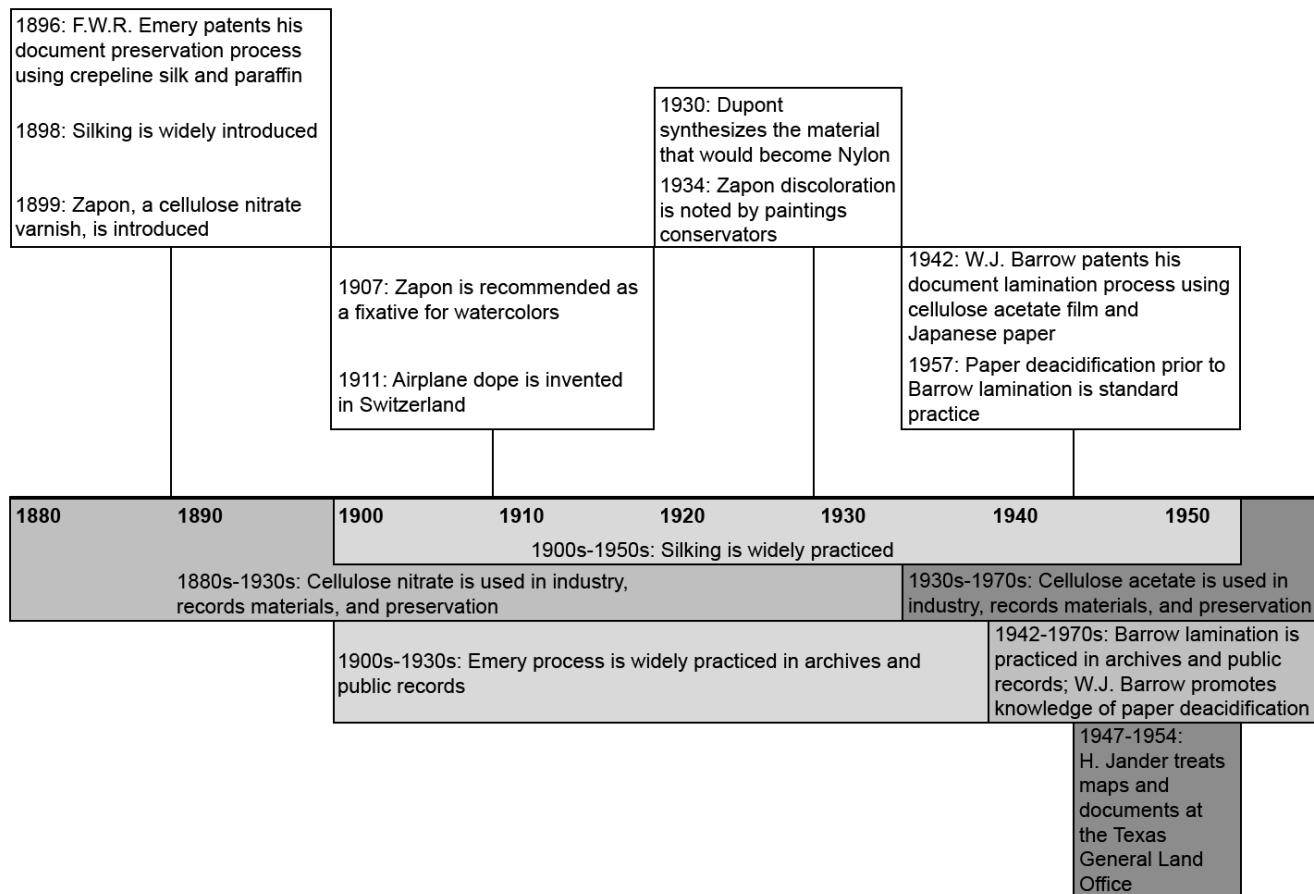 1896: F.W.R. Emery patents his
document preservation process
using crepeline silk and paraffin
1898: Silking is widely introduced
1899: Zapon, a cellulose nitrate
varnish, is introduced
1907: Zapon is recommended as
a fixative for watercolors
1911: Airplane dope is invented
in Switzerland
1930: Dupont
synthesizes the material
that would become Nylon
1934: Zapon discoloration
is noted by paintings
conservators
1942: W.J. Barrow patents his
document lamination process using
cellulose acetate film and
Japanese paper
1957: Paper deacidification prior to
Barrow lamination is standard
practice
1880 1890 1900 1910 1920 1930 1940 1950
1900s-1950s: Silking is widely practiced
1880s-1930s: Cellulose nitrate is used in industry,
records materials, and preservation
1930s-1970s: Cellulose acetate is used in
industry, records materials, and preservation
1900s-1930s: Emery process is widely practiced in archives and
public records
1942-1970s: Barrow lamination is
practiced in archives and public
records; W.J. Barrow promotes
knowledge of paper deacidification
1947-1954:
H. Jander treats
maps and
documents at
the Texas
General Land
Office